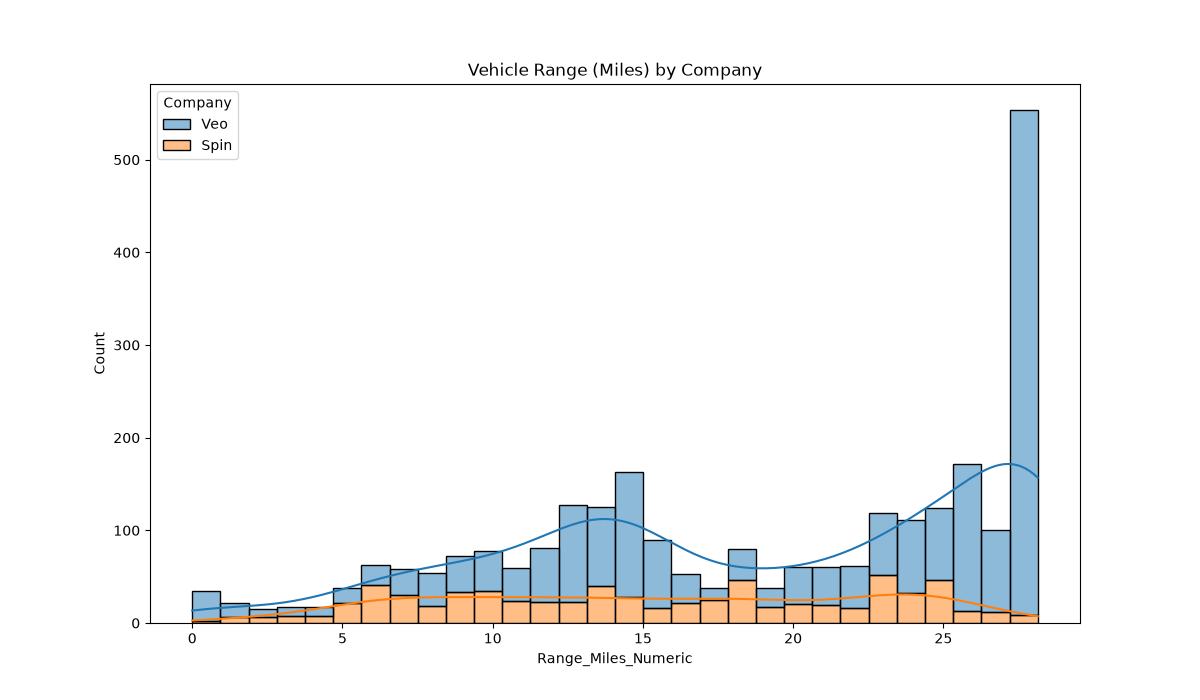 Vehicle Range (Miles) by Company
Company
Veo
Spin
500
400
300
200
100
0
Count
0 5 10 15 20 25
Range_Miles_Numeric